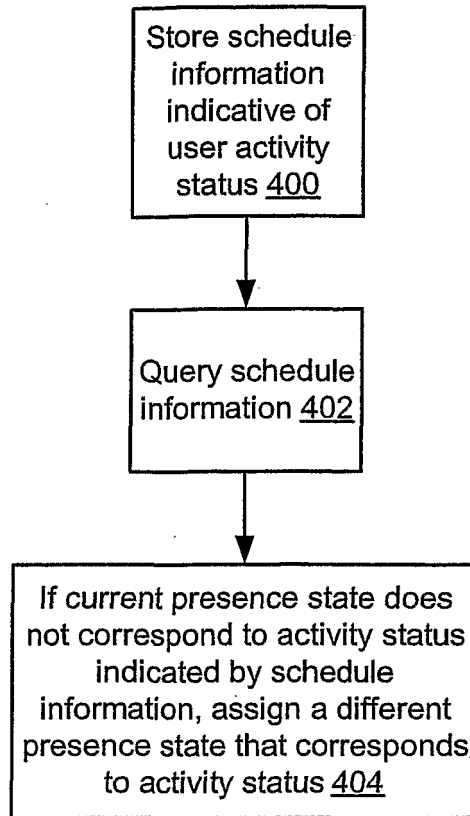 Store schedule
information
indicative of
user activity
status 400
Query schedule
information 402
If current presence state does
not correspond to activity status
indicated by schedule
information, assign a different
presence state that corresponds
to activity status 404